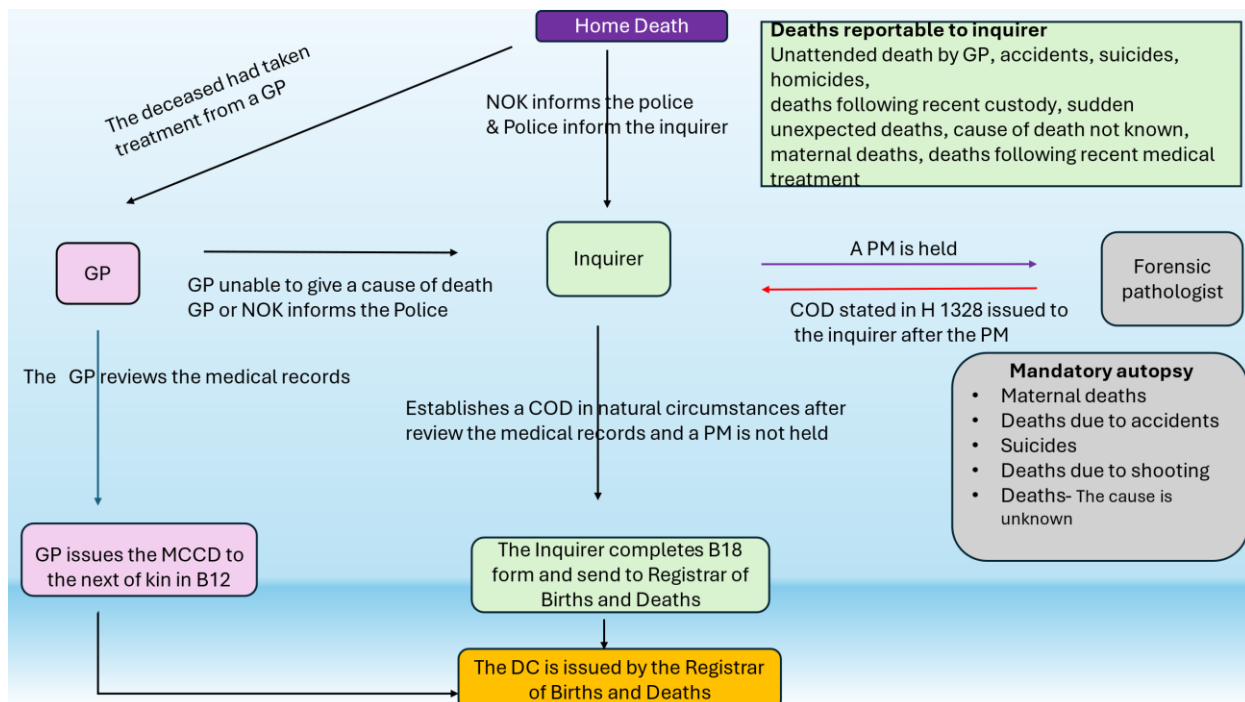 Home Death
Deaths reportable to inquirer
Unattended death by GP, accidents, suicides,
homicides,
deaths following recent custody, sudden
unexpected deaths, cause of death not known,
maternal deaths, deaths following recent medical
treatment
The deceased had taken
treatment from a GP
NOK informs the police
& Police inform the inquirer
GP
Inquirer
A PM is held
Forensic
pathologist
GP unable to give a cause of death
GP or NOK informs the Police
COD stated in H 1328 issued to
the inquirer after the PM
The GP reviews the medical records
Establishes a COD in natural circumstances after
review the medical records and a PM is not held
Mandatory autopsy
• Maternal deaths
• Deaths due to accidents
• Suicides
• Deaths due to shooting
• Deaths- The cause is
unknown
GP issues the MCCD to
the next of kin in B12
The Inquirer completes B18
form and send to Registrar of
Births and Deaths
The DC is issued by the Registrar
of Births and Deaths